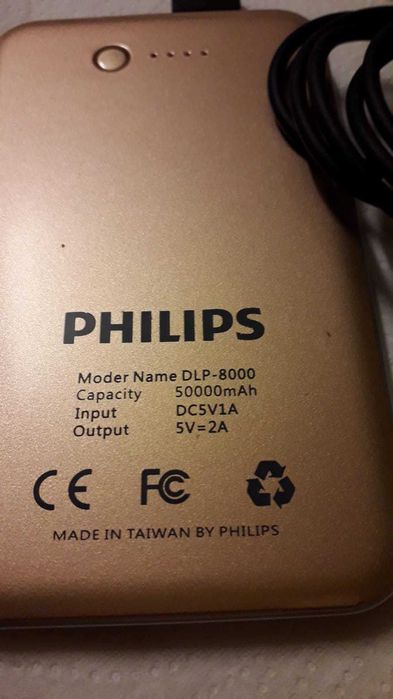 PHILIPS
Moder Name DLP-8000
Capacity 50000mAh
Input DC5V1A
Output 5V=2A
CE FC
MADE IN TAIWAN BY PHILIPS